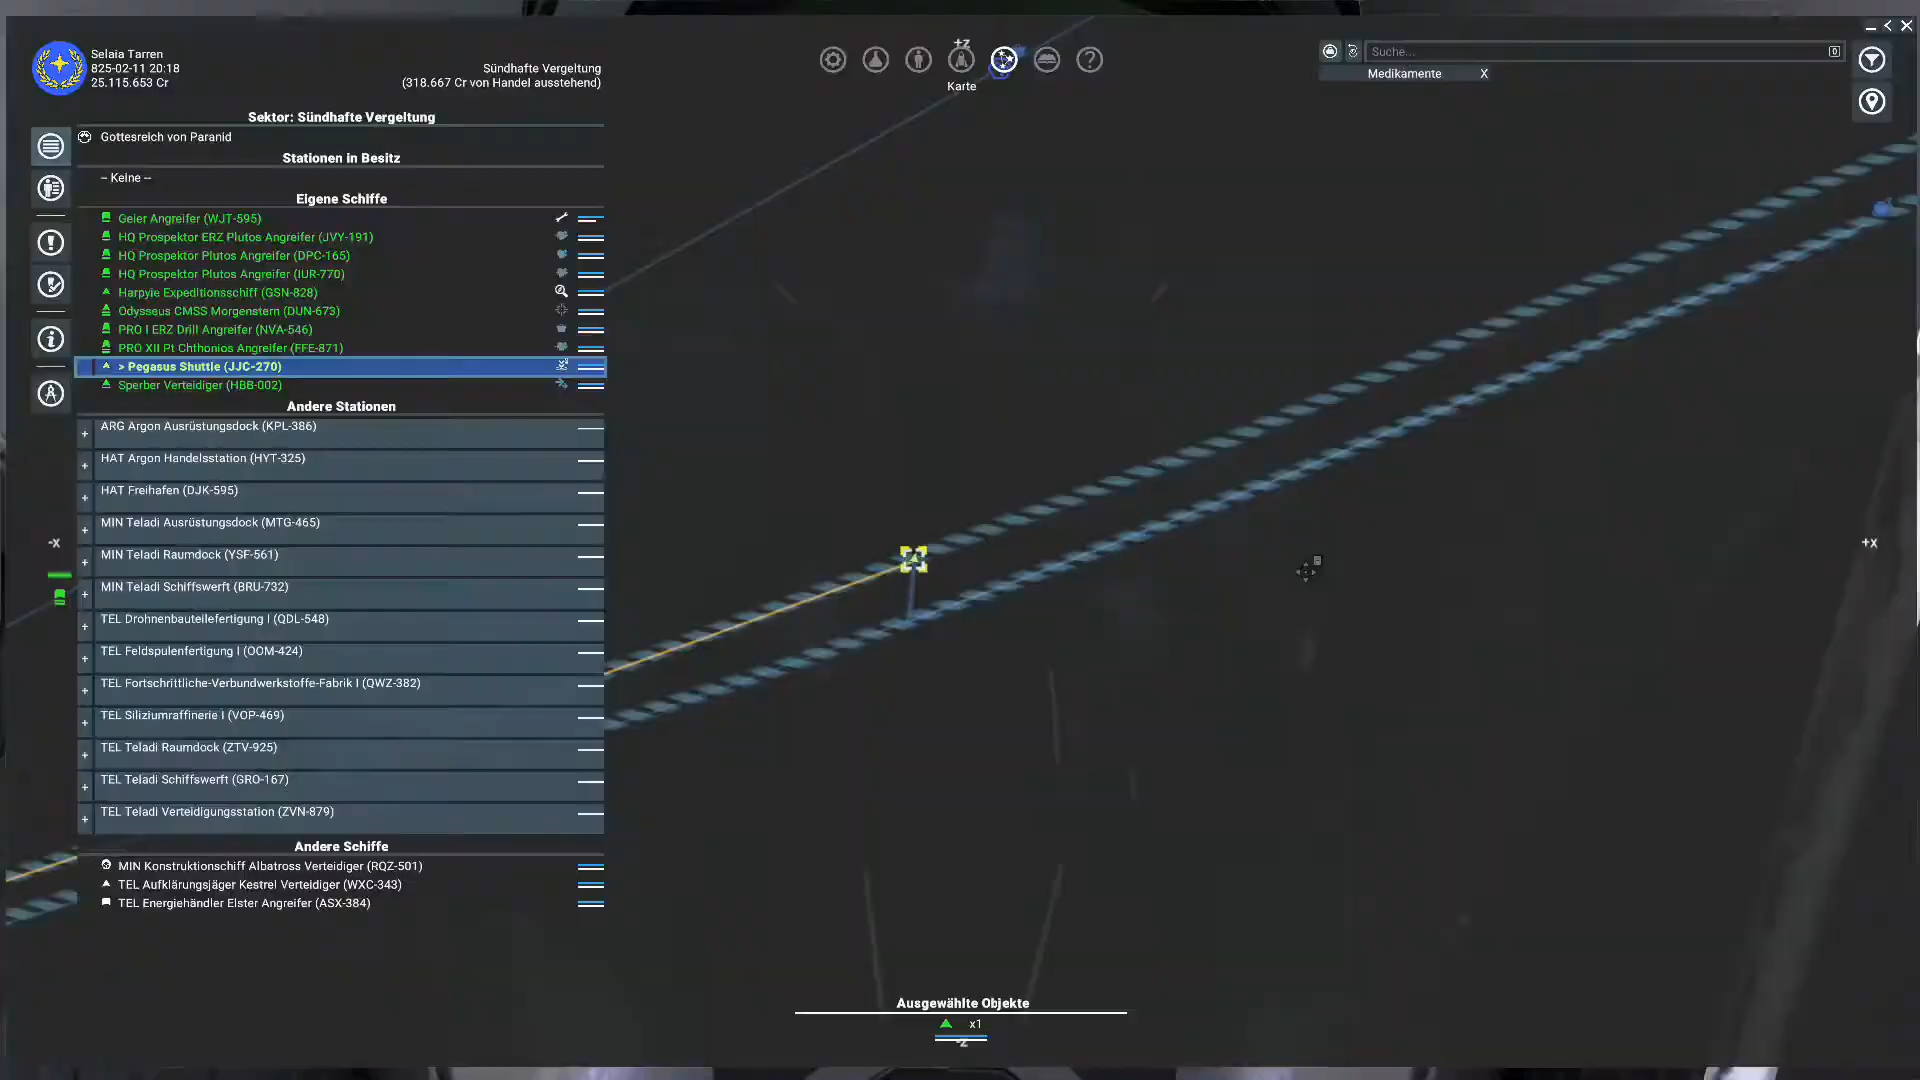 Selaia Tarren
825-02-11 20:18
25.115.653 Cr
Sündhafte Vergeltung
(318.667 Cr von Handel ausstehend)
+Z
Karte
Suche...
Medikamente X
Sektor: Sündhafte Vergeltung
Gottesreich von Paranid
Stationen in Besitz
-- Keine --
Eigene Schiffe
Geier Angreifer (WJT-595)
HQ Prospektor ERZ Plutos Angreifer (JVY-191)
HQ Prospektor Plutos Angreifer (DPC-165)
HQ Prospektor Plutos Angreifer (IUR-770)
Harpyie Expeditionsschiff (GSN-828)
Odysseus CMSS Morgenstern (DUN-673)
PRO I ERZ Drill Angreifer (NVA-546)
PRO XII Pt Chthonios Angreifer (FFE-871)
> Pegasus Shuttle (JJC-270)
Sperber Verteidiger (HBB-002)
Andere Stationen
+ ARG Argon Ausrüstungsdock (KPL-386)
+ HAT Argon Handelsstation (HYT-325)
+ HAT Freihafen (DJK-595)
+ MIN Teladi Ausrüstungsdock (MTG-465)
+ MIN Teladi Raumdock (YSF-561)
+ MIN Teladi Schiffswerft (BRU-732)
+ TEL Drohnenbauteilefertigung I (QDL-548)
+ TEL Feldspulenfertigung I (OOM-424)
+ TEL Fortschrittliche-Verbundwerkstoffe-Fabrik I (QWZ-382)
+ TEL Siliziumraffinerie I (VOP-469)
+ TEL Teladi Raumdock (ZTV-925)
+ TEL Teladi Schiffswerft (GRO-167)
+ TEL Teladi Verteidigungsstation (ZVN-879)
Andere Schiffe
MIN Konstruktionschiff Albatross Verteidiger (RQZ-501)
TEL Aufklärungsjäger Kestrel Verteidiger (WXC-343)
TEL Energiehändler Elster Angreifer (ASX-384)
-X
+X
Ausgewählte Objekte
x1
-Z